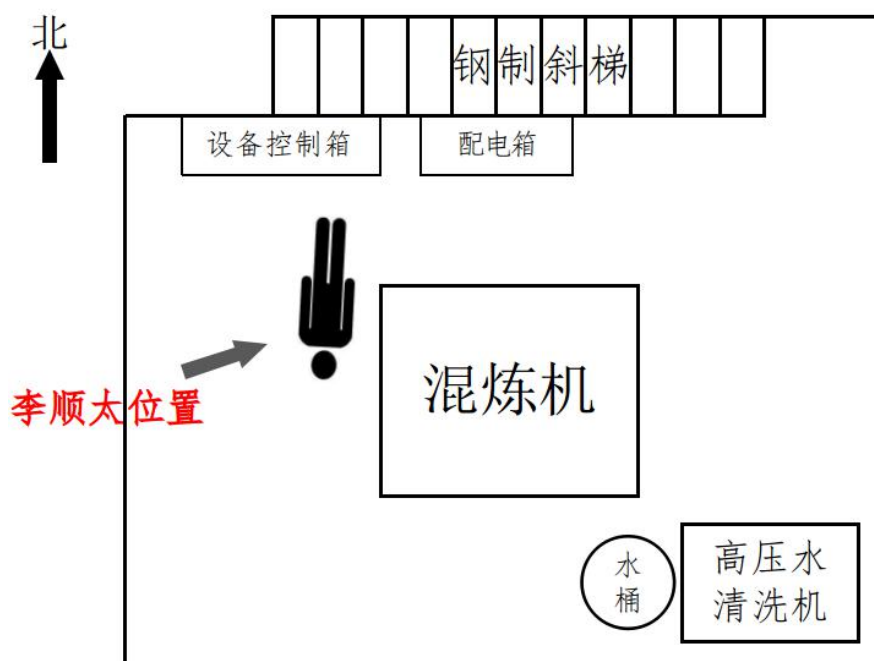 北
钢制斜梯
设备控制箱
配电箱
混炼机
李顺太位置
水
桶
高压水
清洗机